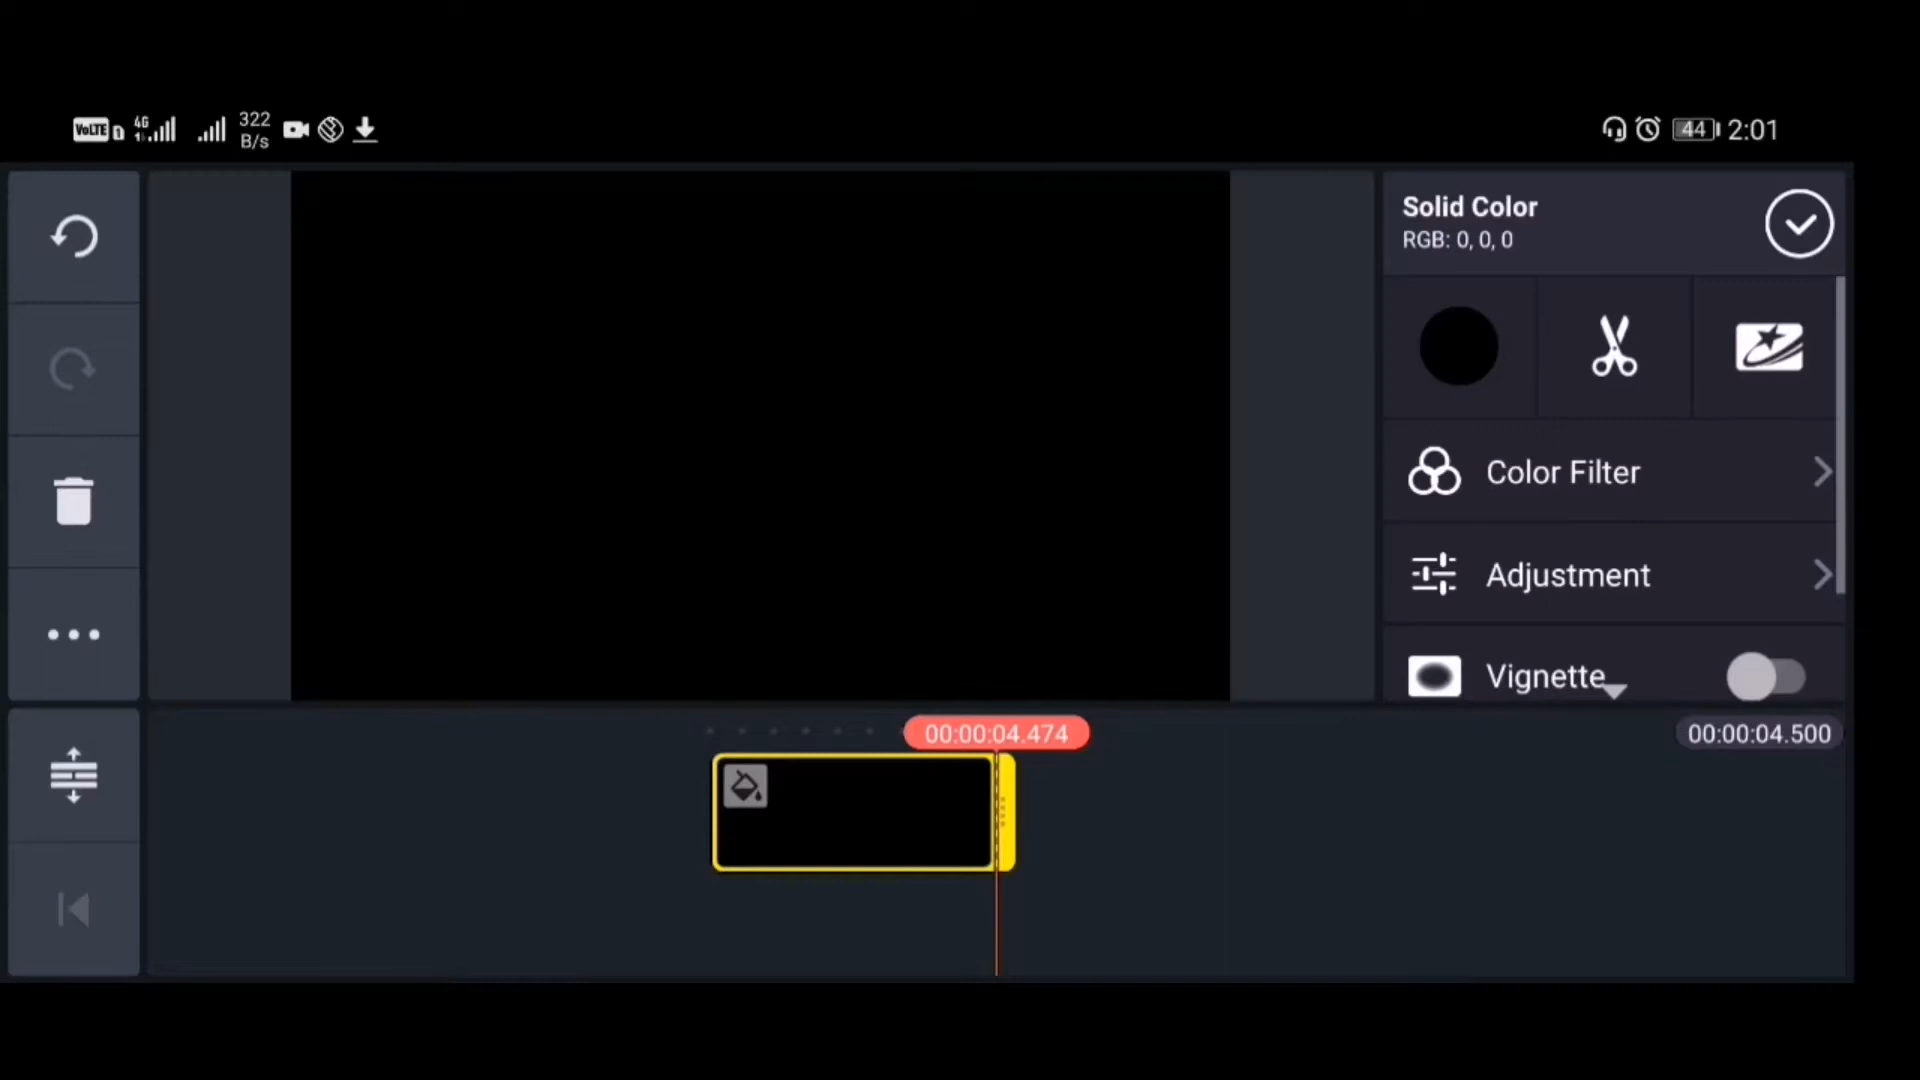 VoLTE 4G 322 B/s 44 2:01
Solid Color
RGB: 0, 0, 0
Color Filter
Adjustment
Vignette
00:00:04.474 00:00:04.500